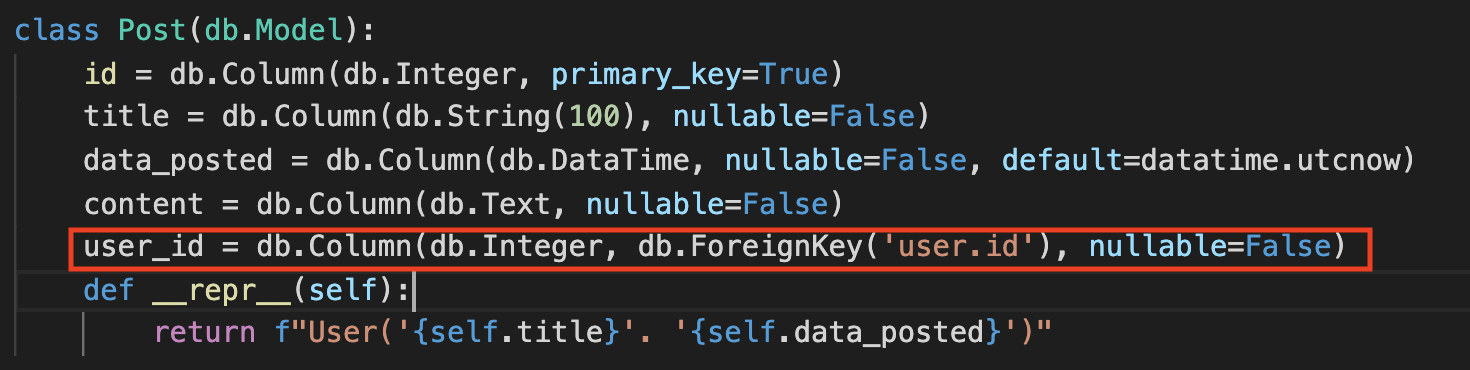 class Post(db.Model):
    id = db.Column(db.Integer, primary_key=True)
    title = db.Column(db.String(100), nullable=False)
    data_posted = db.Column(db.DataTime, nullable=False, default=datatime.utcnow)
    content = db.Column(db.Text, nullable=False)
    user_id = db.Column(db.Integer, db.ForeignKey('user.id'), nullable=False)
    def __repr__(self):
        return f"User('{self.title}'. '{self.data_posted}')"